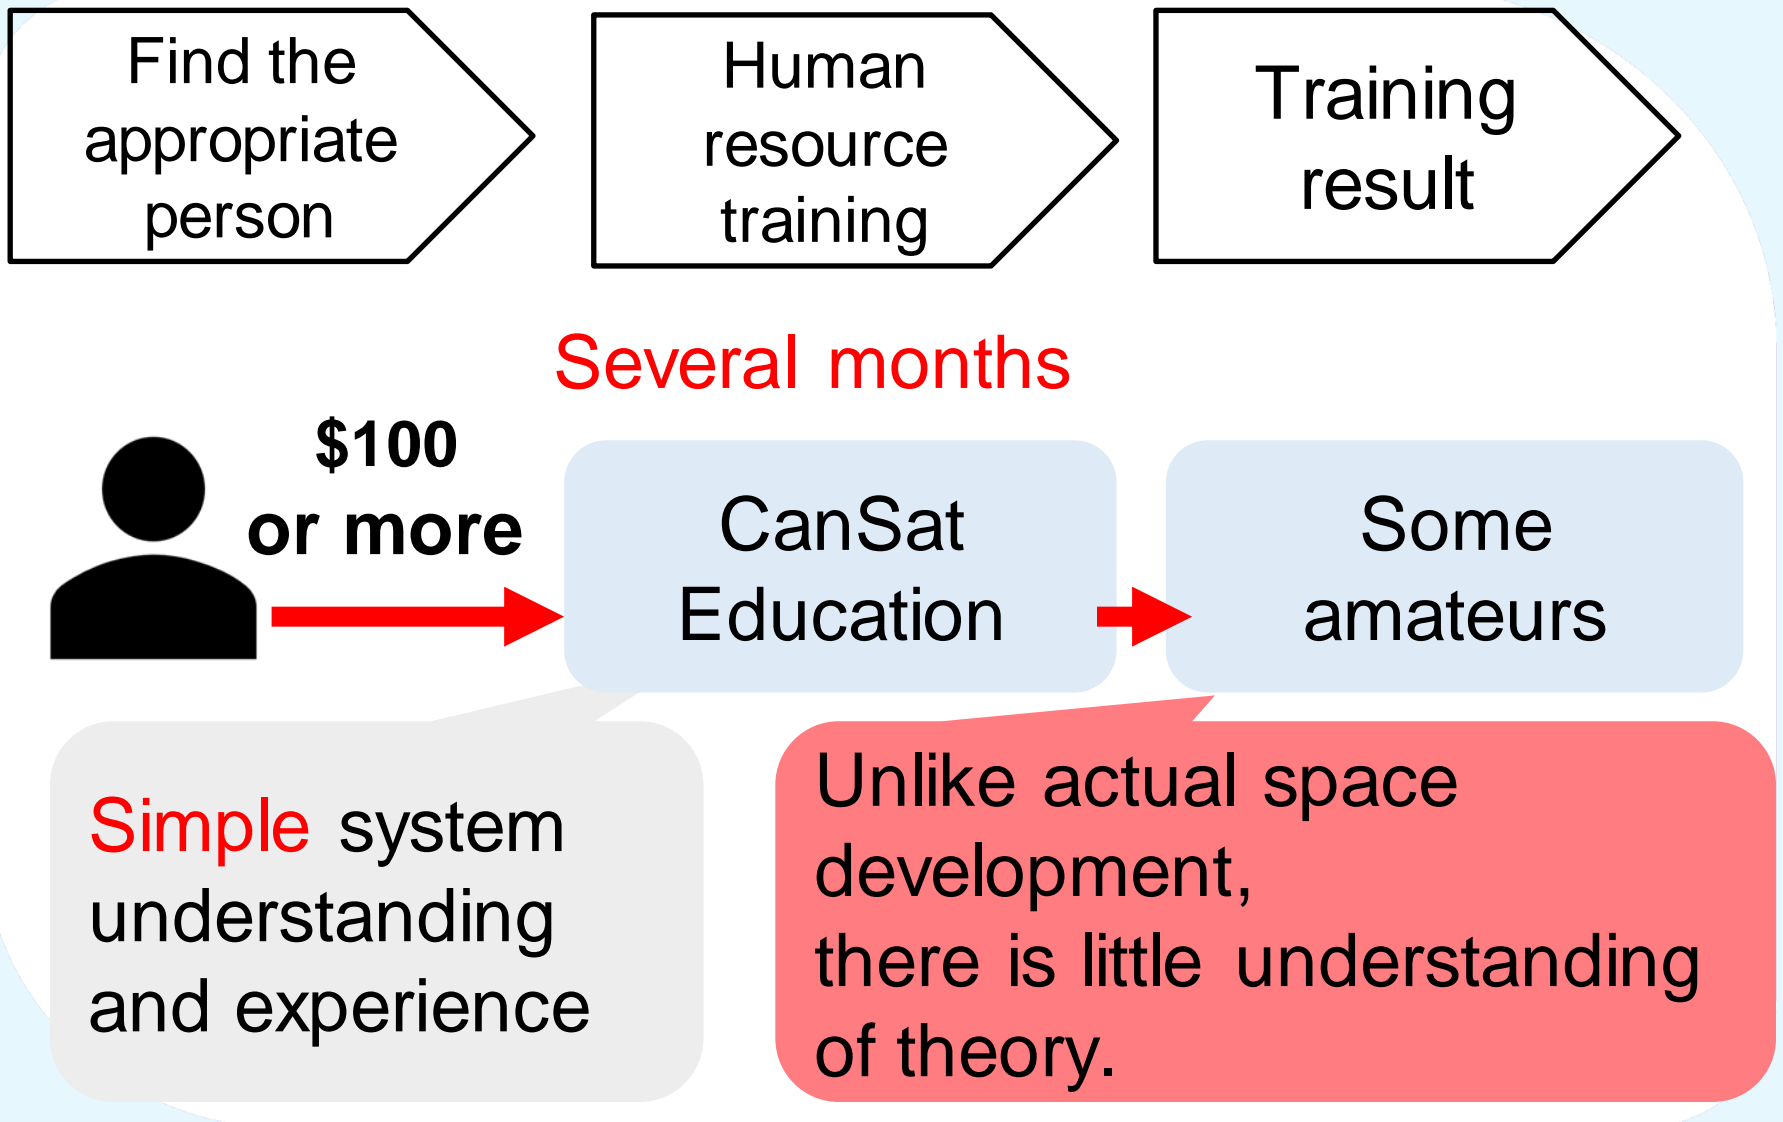 Find the
appropriate
person
Human
resource
training
Training
result
Several months
$100
or more
CanSat
Education
Some
amateurs
Simple system
understanding
and experience
Unlike actual space
development,
there is little understanding
of theory.